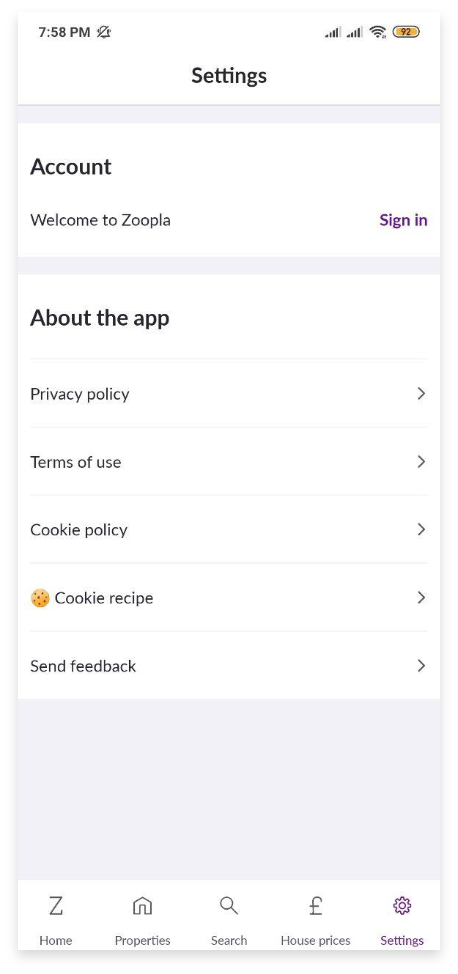 7:58 PM 92
Settings
Account
Welcome to Zoopla Sign in
About the app
Privacy policy
Terms of use
Cookie policy
🍪 Cookie recipe
Send feedback
Home Properties Search House prices Settings